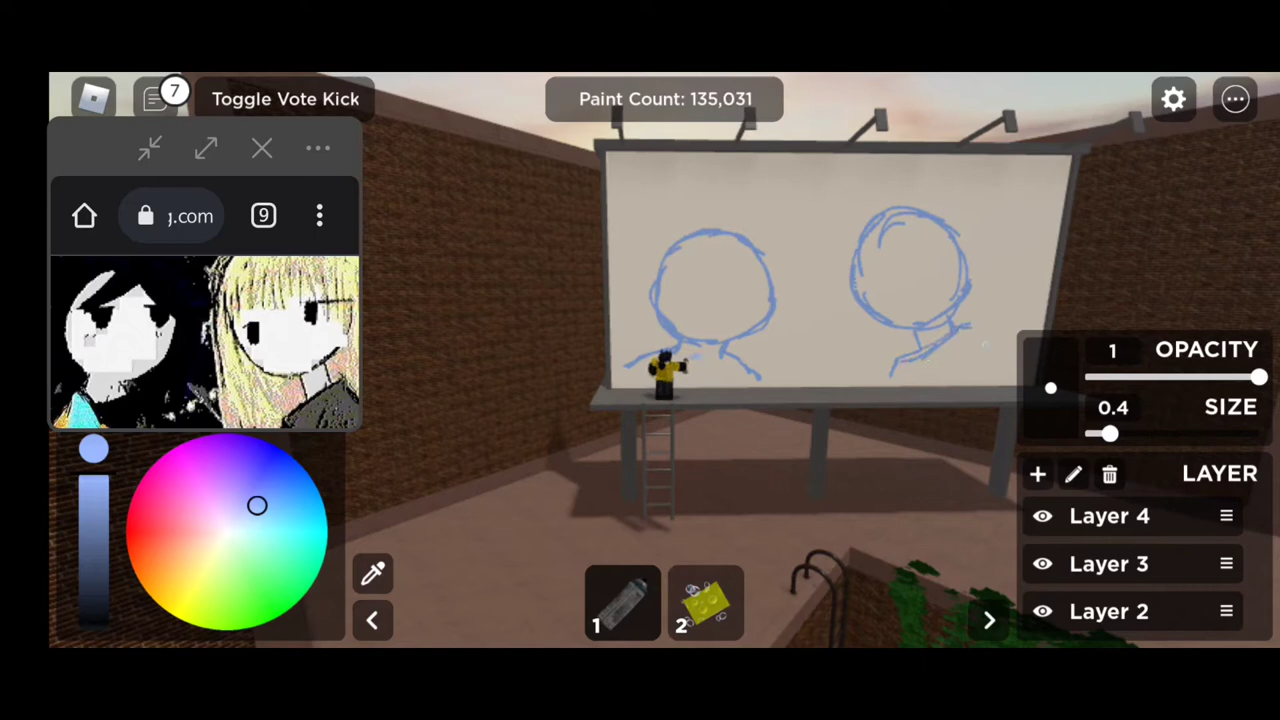 7
Toggle Vote Kick
Paint Count: 135,031
g.com
9
1
OPACITY
0.4
SIZE
LAYER
Layer 4
Layer 3
Layer 2
1
2